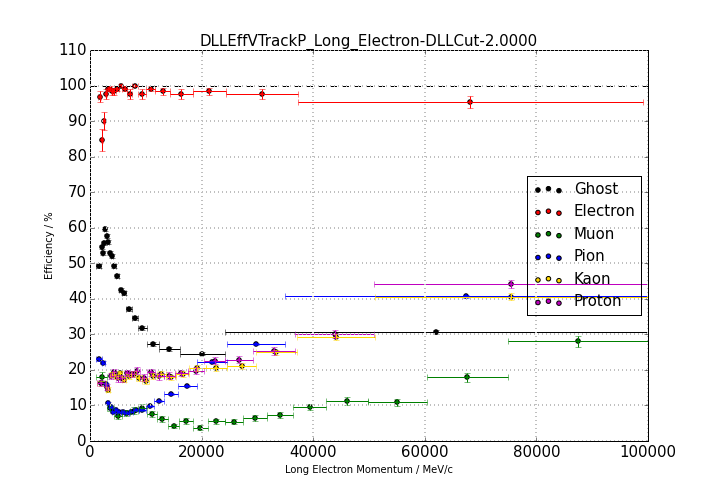 DLLEffVTrackP_Long_Electron-DLLCut-2.0000
110
100
90
80
70
60
50
40
30
20
10
0
Efficiency / %
Ghost
Electron
Muon
Pion
Kaon
Proton
0 20000 40000 60000 80000 100000
Long Electron Momentum / MeV/c